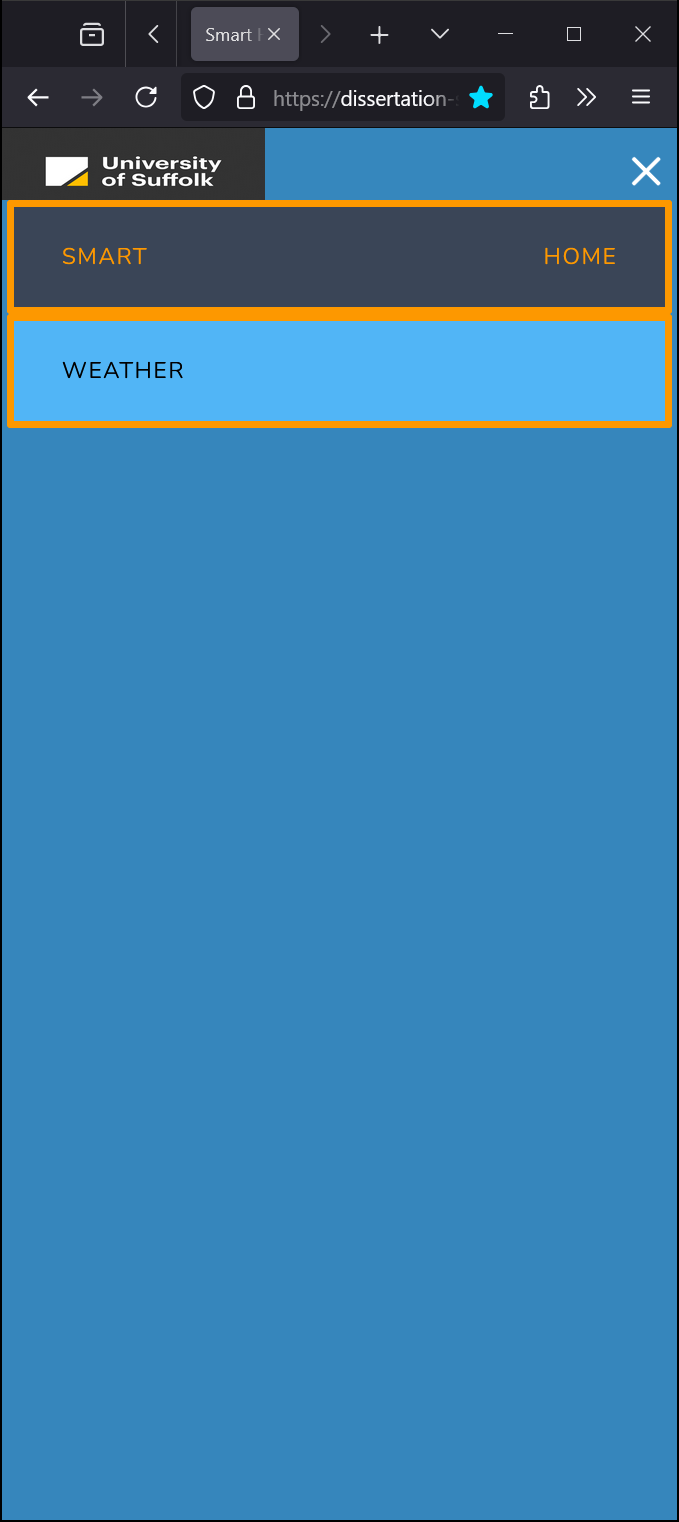 Smart
https://dissertation-
University
of Suffolk
SMART HOME
WEATHER